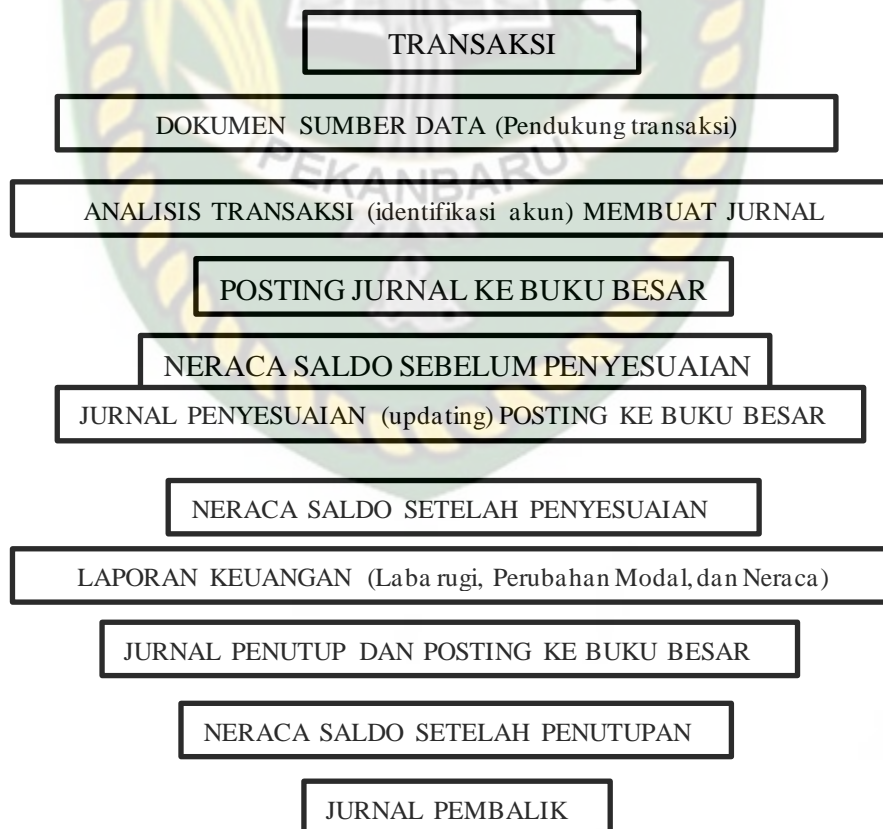 TRANSAKSI
DOKUMEN SUMBER DATA (Pendukung transaksi)
PEKANBARU
ANALISIS TRANSAKSI (identifikasi akun) MEMBUAT JURNAL
POSTING JURNAL KE BUKU BESAR
NERACA SALDO SEBELUM PENYESUAIAN
JURNAL PENYESUAIAN (updating) POSTING KE BUKU BESAR
NERACA SALDO SETELAH PENYESUAIAN
LAPORAN KEUANGAN (Laba rugi, Perubahan Modal, dan Neraca)
JURNAL PENUTUP DAN POSTING KE BUKU BESAR
NERACA SALDO SETELAH PENUTUPAN
JURNAL PEMBALIK